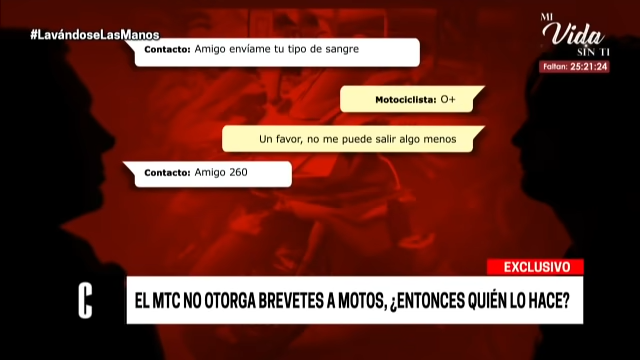 #LavándoseLasManos
MI
Vida
SIN TI
Faltan: 25:21:24
Contacto: Amigo envíame tu tipo de sangre
Motociclista: O+
Un favor, no me puede salir algo menos
Contacto: Amigo 260
EXCLUSIVO
C
EL MTC NO OTORGA BREVETES A MOTOS, ¿ENTONCES QUIÉN LO HACE?